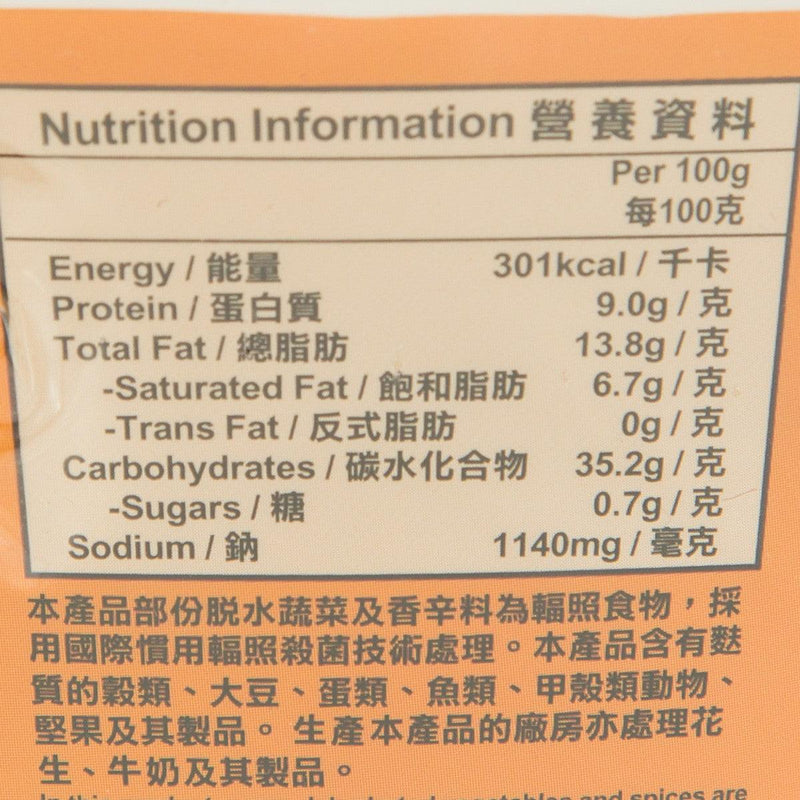 Nutrition Information 營養資料
Per 100g
每100克
Energy / 能量 301kcal / 千卡
Protein / 蛋白質 9.0g / 克
Total Fat / 總脂肪 13.8g / 克
-Saturated Fat / 飽和脂肪 6.7g / 克
-Trans Fat / 反式脂肪 0g / 克
Carbohydrates / 碳水化合物 35.2g / 克
-Sugars / 糖 0.7g / 克
Sodium / 鈉 1140mg / 毫克
本產品部份脱水蔬菜及香辛料為輻照食物，採
用國際慣用輻照殺菌技術處理。本產品含有麩
質的穀類、大豆、蛋類、魚類、甲殼類動物、
堅果及其製品。 生產本產品的廠房亦處理花
生、牛奶及其製品。
vegetables and spices are